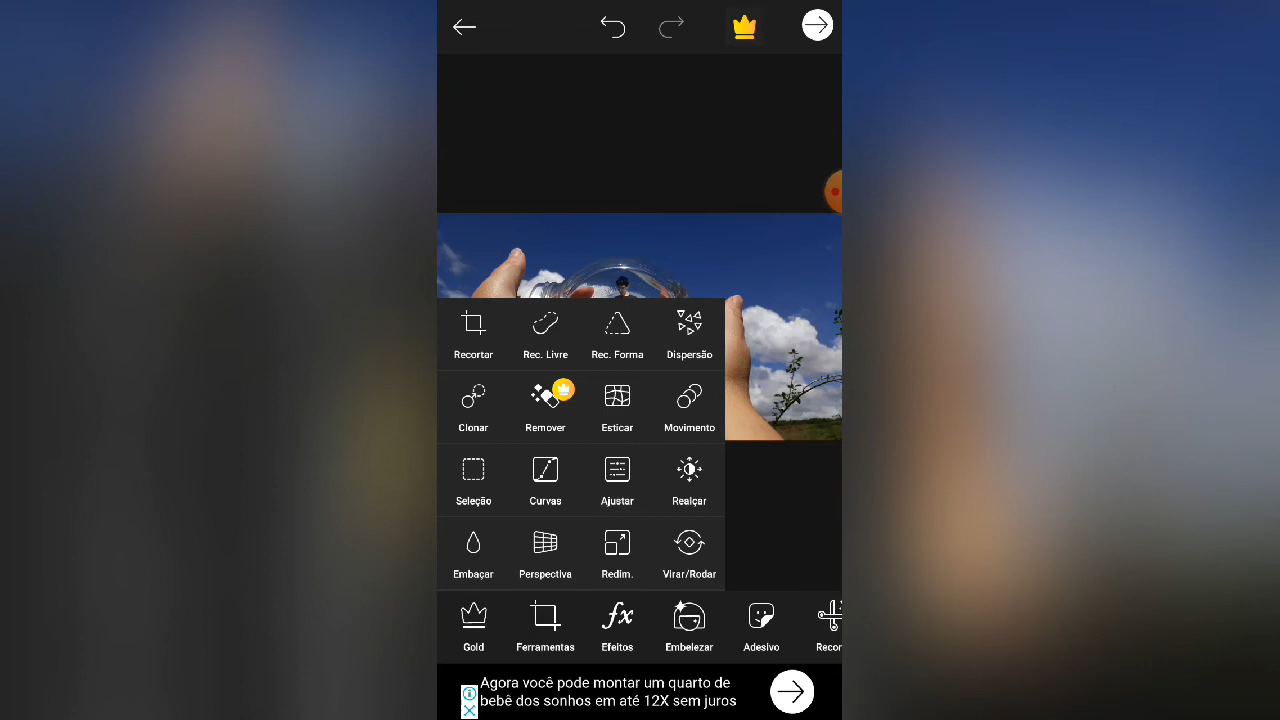 Recortar
Rec. Livre
Rec. Forma
Dispersão
Clonar
Remover
Esticar
Movimento
Seleção
Curvas
Ajustar
Realçar
Embaçar
Perspectiva
Redim.
Virar/Rodar
Gold
Ferramentas
Efeitos
Embelezar
Adesivo
Recor
Agora você pode montar um quarto de
bebê dos sonhos em até 12X sem juros